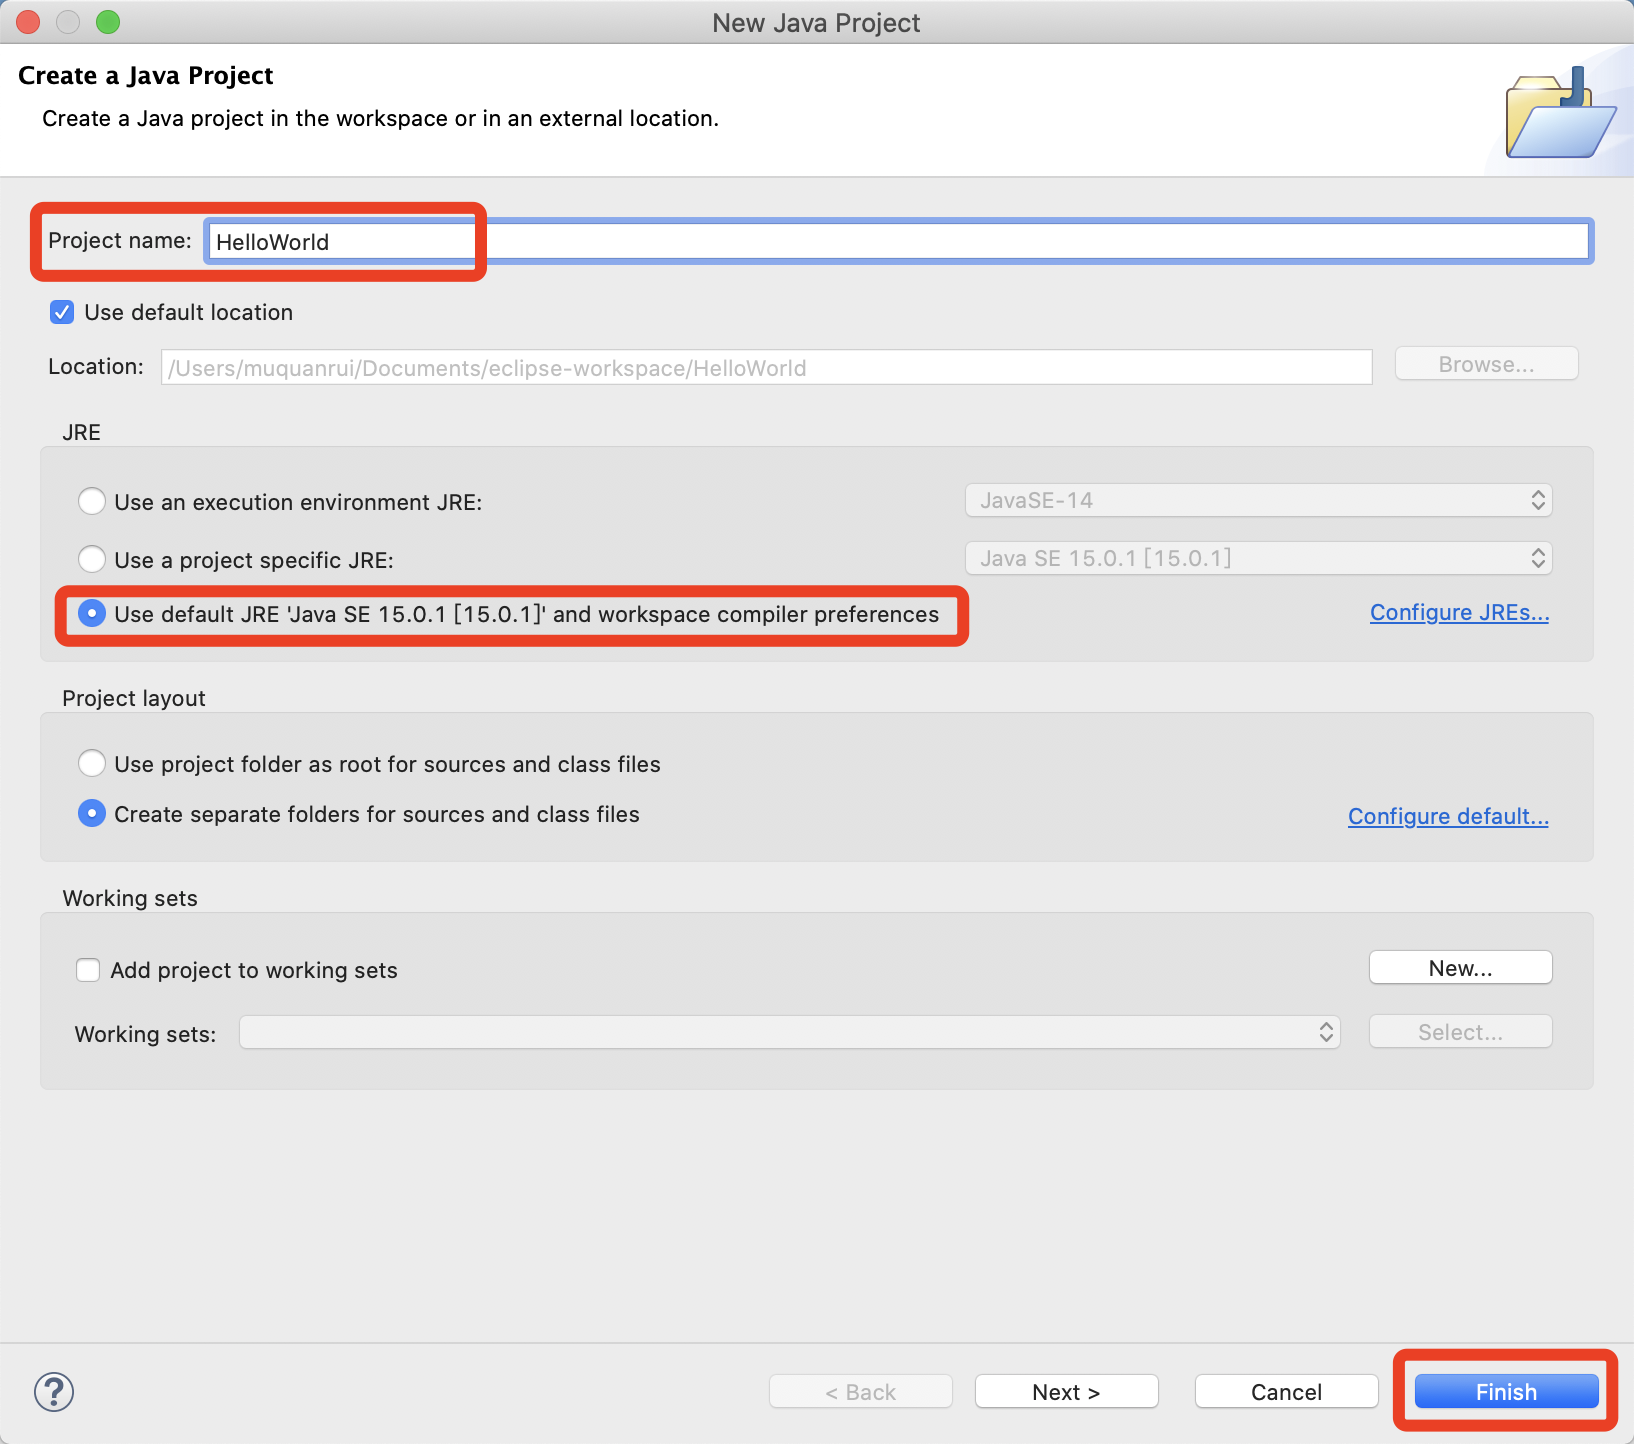 New Java Project
Create a Java Project
Create a Java project in the workspace or in an external location.
Project name: HelloWorld
Use default location
Location: /Users/muquanrui/Documents/eclipse-workspace/HelloWorld Browse...
JRE
Use an execution environment JRE: JavaSE-14
Use a project specific JRE: Java SE 15.0.1 [15.0.1]
Use default JRE 'Java SE 15.0.1 [15.0.1]' and workspace compiler preferences Configure JREs...
Project layout
Use project folder as root for sources and class files
Create separate folders for sources and class files Configure default...
Working sets
Add project to working sets New...
Working sets: Select...
? < Back Next > Cancel Finish